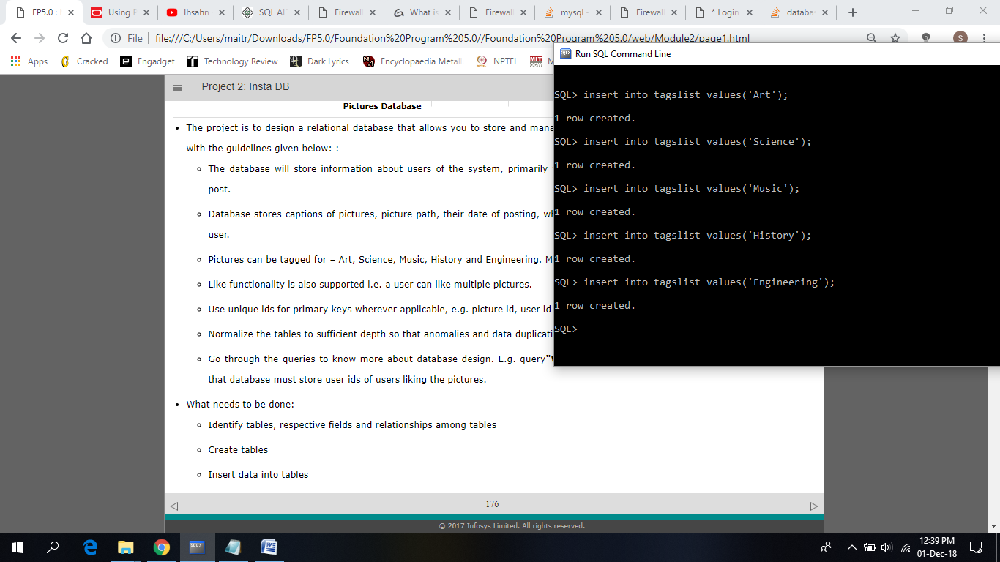 FP5.0 :
Using F
Ihsahn
SQL AL
Firewal
What is
Firewal
mysql -
Firewal
* Login
databa
File
file:///C:/Users/maitr/Downloads/FP5.0/Foundation%20Program%205.0//Foundation%20Program%205.0/web/Module2/page1.html
S
Apps
Cracked
Engadget
Technology Review
Dark Lyrics
Encyclopaedia Metall
NPTEL
MIT
OCW
M
Project 2: Insta DB
Pictures Database
• The project is to design a relational database that allows you to store and mana
with the guidelines given below: :
The database will store information about users of the system, primarily
post.
Database stores captions of pictures, picture path, their date of posting, wh
user.
Pictures can be tagged for – Art, Science, Music, History and Engineering. M
Like functionality is also supported i.e. a user can like multiple pictures.
Use unique ids for primary keys wherever applicable, e.g. picture id, user id
Normalize the tables to sufficient depth so that anomalies and data duplicati
Go through the queries to know more about database design. E.g. query"
that database must store user ids of users liking the pictures.
• What needs to be done:
Identify tables, respective fields and relationships among tables
Create tables
Insert data into tables
176
© 2017 Infosys Limited. All rights reserved.
Run SQL Command Line
SQL> insert into tagslist values('Art');
1 row created.
SQL> insert into tagslist values('Science');
1 row created.
SQL> insert into tagslist values('Music');
1 row created.
SQL> insert into tagslist values('History');
1 row created.
SQL> insert into tagslist values('Engineering');
1 row created.
SQL>
12:39 PM
01-Dec-18